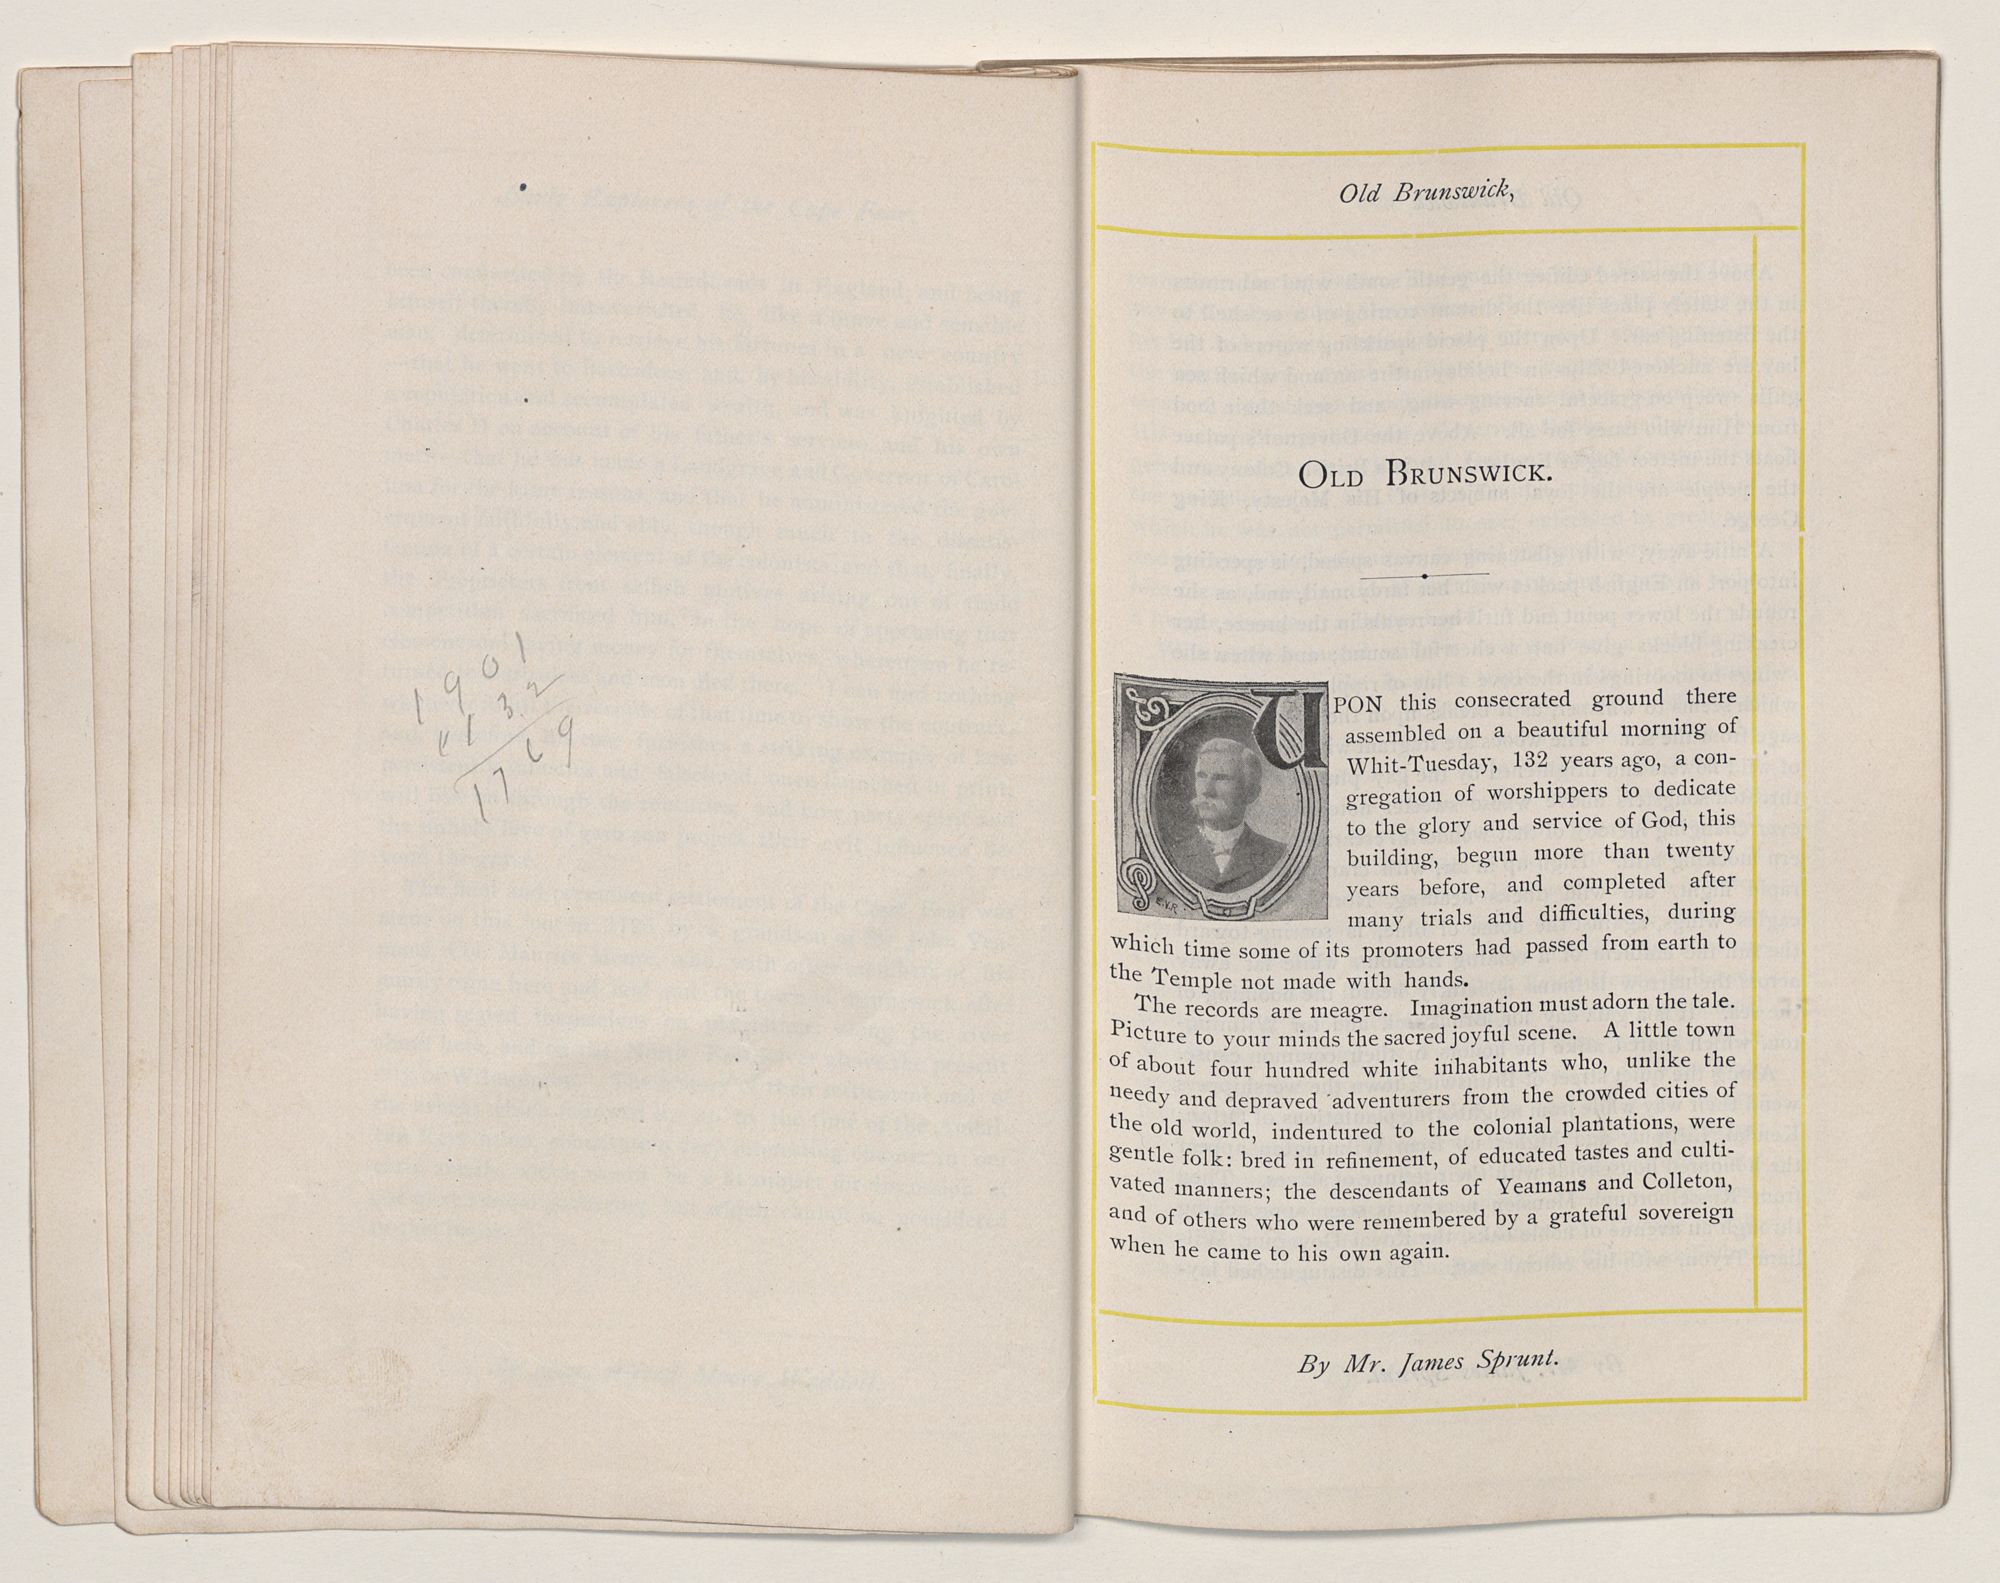 1901
132
1769
Old Brunswick,
OLD BRUNSWICK.
UPON this consecrated ground there
assembled on a beautiful morning of
Whit-Tuesday, 132 years ago, a con-
gregation of worshippers to dedicate
to the glory and service of God, this
building, begun more than twenty
years before, and completed after
many trials and difficulties, during
which time some of its promoters had passed from earth to
the Temple not made with hands.
The records are meagre. Imagination must adorn the tale.
Picture to your minds the sacred joyful scene. A little town
of about four hundred white inhabitants who, unlike the
needy and depraved adventurers from the crowded cities of
the old world, indentured to the colonial plantations, were
gentle folk: bred in refinement, of educated tastes and culti-
vated manners; the descendants of Yeamans and Colleton,
and of others who were remembered by a grateful sovereign
when he came to his own again.
By Mr. James Sprunt.